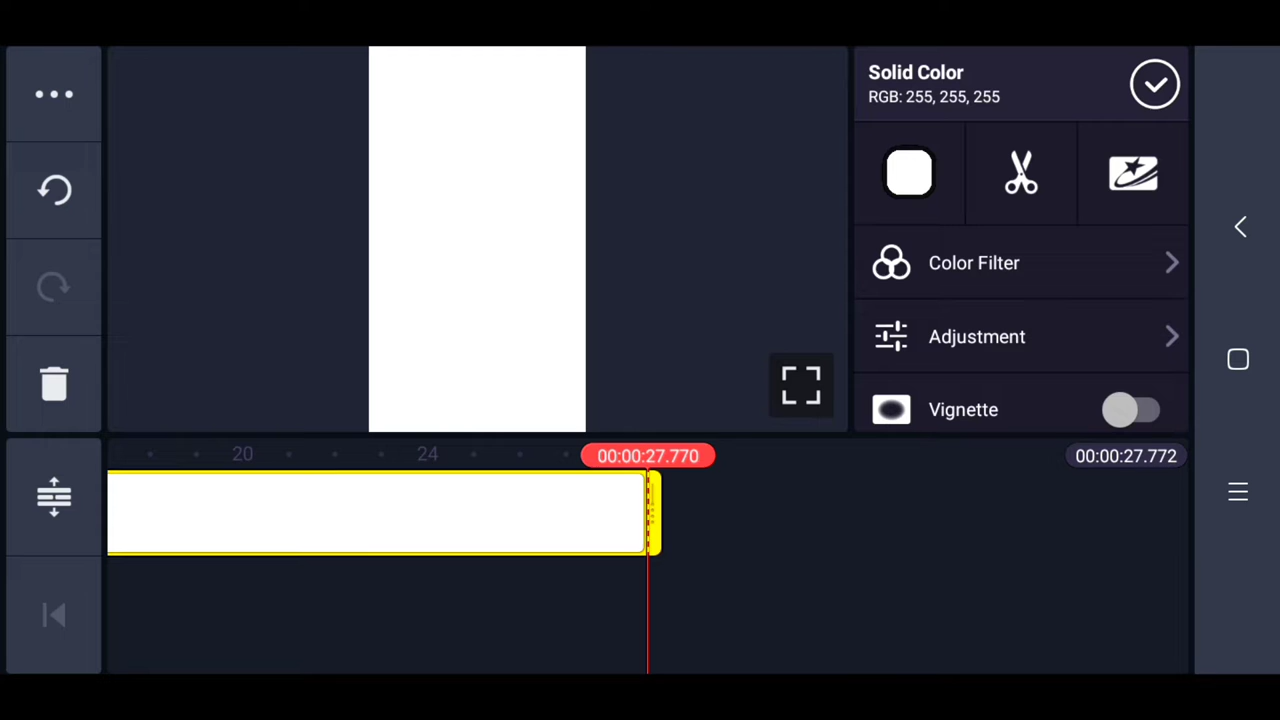 Solid Color
RGB: 255, 255, 255
Color Filter
Adjustment
Vignette
20
24
00:00:27.770
00:00:27.772